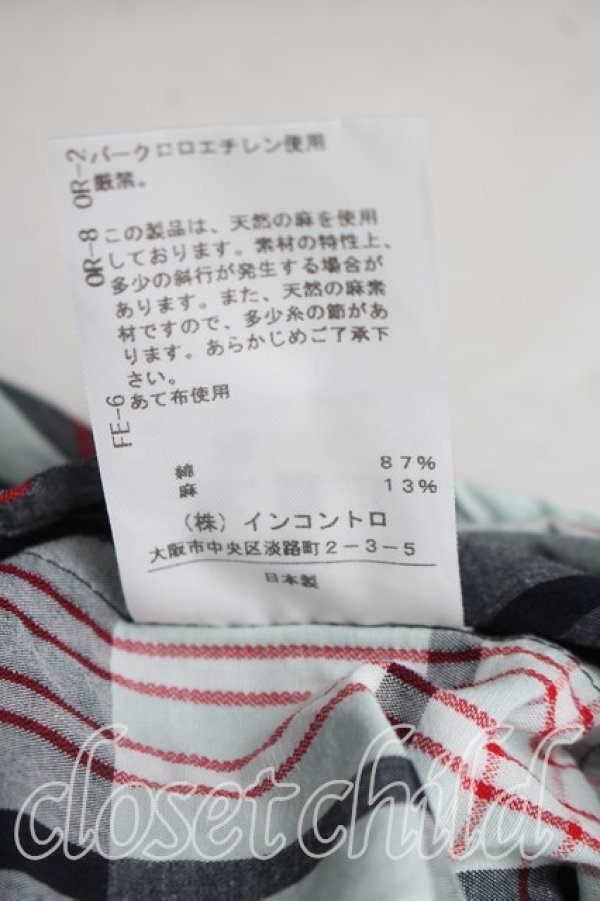 OR-2 パークロロエチレン使用
厳禁。
OR-8 この製品は、天然の麻を使用
しております。素材の特性上、
多少の斜行が発生する場合が
あります。また、天然の麻素
材ですので、多少糸の節があ
ります。あらかじめご了承下
さい。
FE-6 あて布使用
綿 87%
麻 13%
(株)インコントロ
大阪市中央区淡路町2-3-5
日本製
closet child